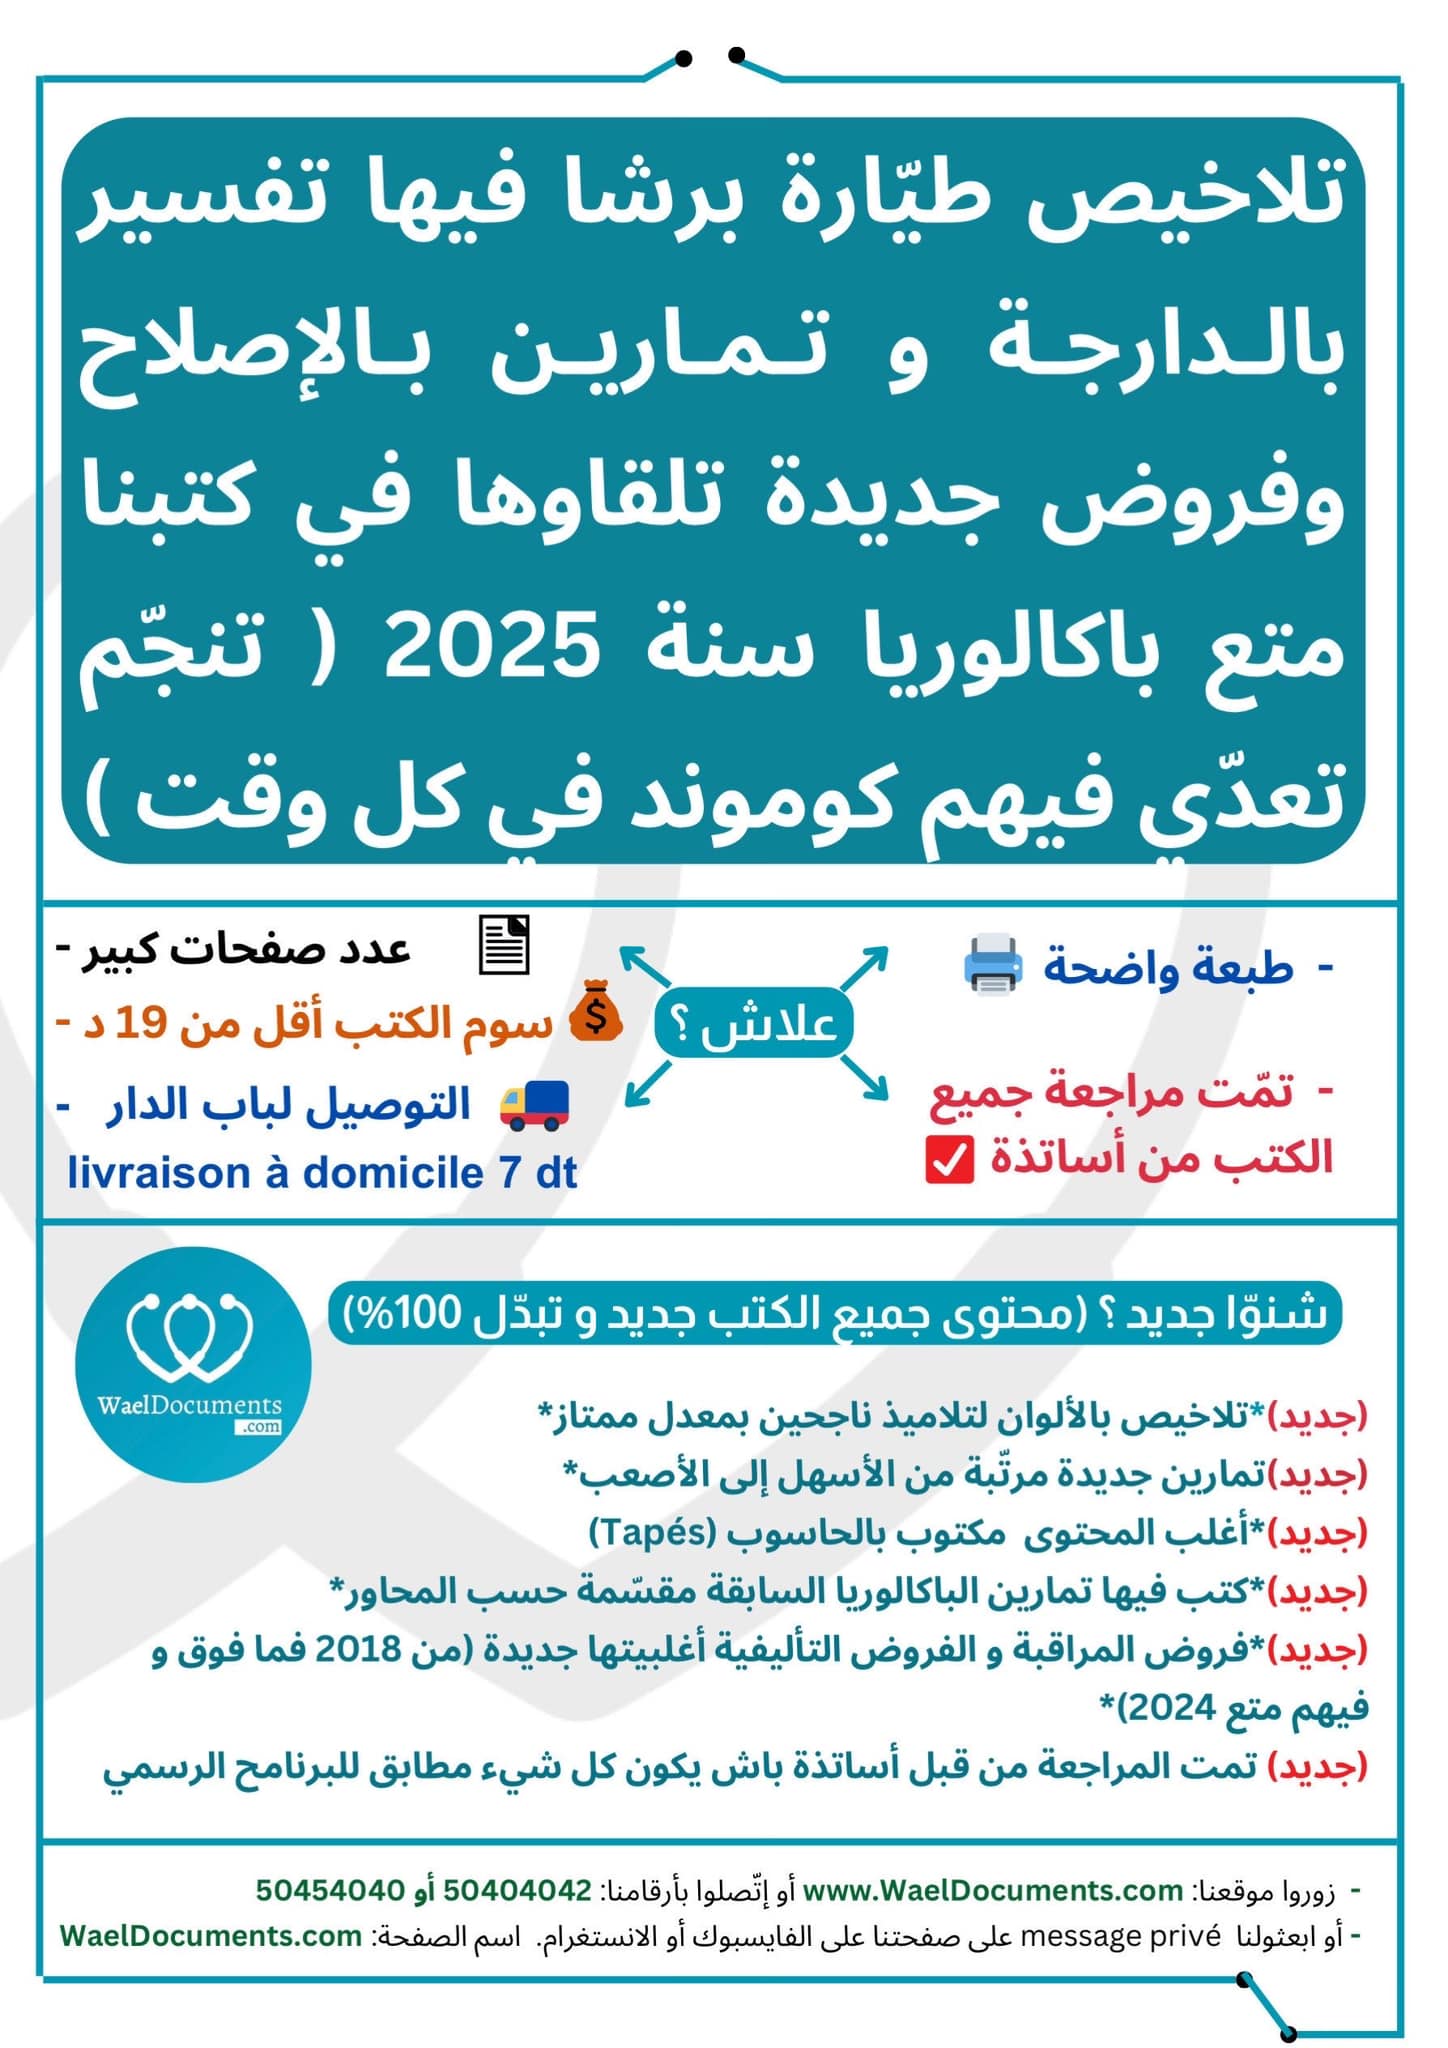 تلاخيص طيّارة برشا فيها تفسير
بالدارجة و تمارين بالإصلاح
وفروض جديدة تلقاوها في كتبنا
متع باكالوريا سنة 2025 ( تنجّم
تعدّي فيهم كوموند في كل وقت )
- طبعة واضحة
- تمّت مراجعة جميع
الكتب من أساتذة
علاش ؟
عدد صفحات كبير -
سوم الكتب أقل من 19 د -
التوصيل لباب الدار -
livraison à domicile 7 dt
شنوّا جديد ؟ (محتوى جميع الكتب جديد و تبدّل 100%)
WaelDocuments
.com
(جديد)*تلاخيص بالألوان لتلاميذ ناجحين بمعدل ممتاز*
(جديد)تمارين جديدة مرتّبة من الأسهل إلى الأصعب*
(جديد)*أغلب المحتوى مكتوب بالحاسوب (Tapés)
(جديد)*كتب فيها تمارين الباكالوريا السابقة مقسّمة حسب المحاور*
(جديد)*فروض المراقبة و الفروض التأليفية أغلبيتها جديدة (من 2018 فما فوق و
فيهم متع 2024)*
(جديد) تمت المراجعة من قبل أساتذة باش يكون كل شيء مطابق للبرنامح الرسمي
- زوروا موقعنا: www.WaelDocuments.com أو إتّصلوا بأرقامنا: 50404042 أو 50454040
- أو ابعثولنا message privé على صفحتنا على الفايسبوك أو الانستغرام. اسم الصفحة: WaelDocuments.com